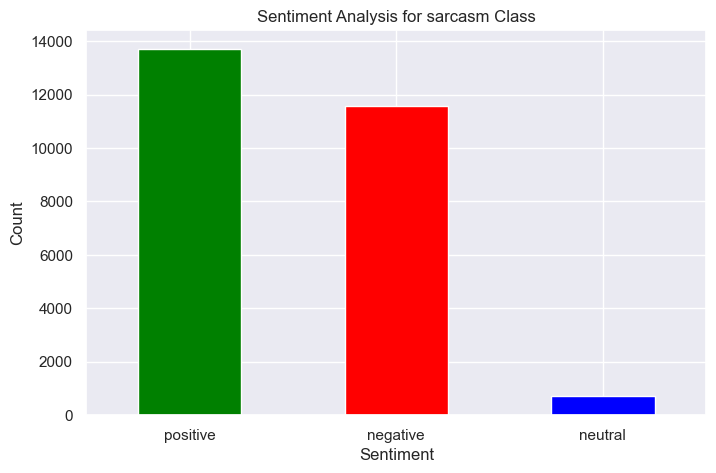 Sentiment Analysis for sarcasm Class
14000
12000
10000
8000
6000
4000
2000
0
Count
positive
negative
neutral
Sentiment